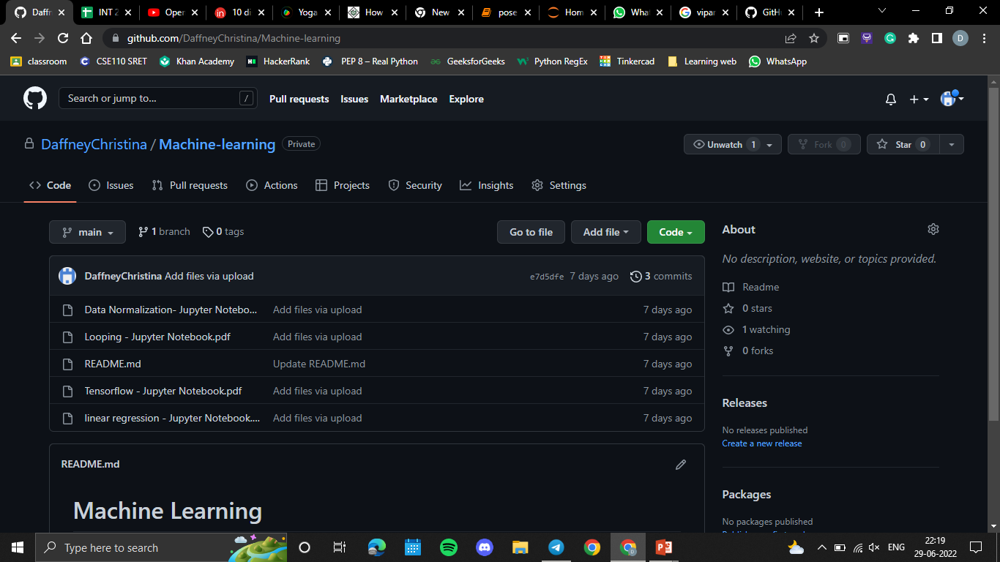 Daffn
INT 2
Oper
10 di
Yoga
How
New
pose
Hom
What
vipar
GitHu
github.com/DaffneyChristina/Machine-learning
D
classroom CSE110 SRET Khan Academy HackerRank PEP 8 – Real Python GeeksforGeeks Python RegEx Tinkercad Learning web WhatsApp
Search or jump to... / Pull requests Issues Marketplace Explore
DaffneyChristina / Machine-learning Private Unwatch 1 Fork 0 Star 0
Code Issues Pull requests Actions Projects Security Insights Settings
main 1 branch 0 tags Go to file Add file Code
DaffneyChristina Add files via upload e7d5dfe 7 days ago 3 commits
Data Normalization- Jupyter Notebo... Add files via upload 7 days ago
Looping - Jupyter Notebook.pdf Add files via upload 7 days ago
README.md Update README.md 7 days ago
Tensorflow - Jupyter Notebook.pdf Add files via upload 7 days ago
linear regression - Jupyter Notebook.... Add files via upload 7 days ago
README.md
Machine Learning
About
No description, website, or topics provided.
Readme
0 stars
1 watching
0 forks
Releases
No releases published
Create a new release
Packages
No packages published
Type here to search
ENG
22:19
29-06-2022